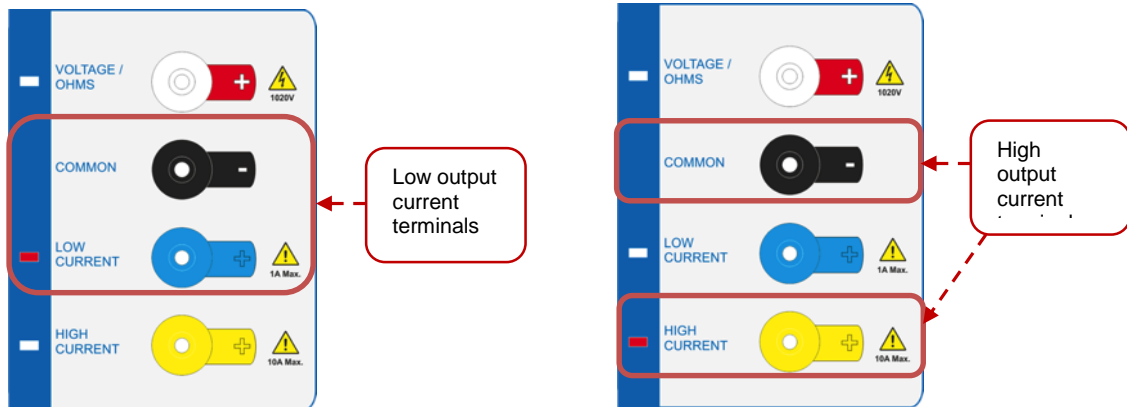 VOLTAGE /
OHMS
+
1020V
COMMON
-
LOW
CURRENT
+
1A Max.
HIGH
CURRENT
+
10A Max.
Low output
current
terminals
VOLTAGE /
OHMS
+
1020V
COMMON
-
LOW
CURRENT
+
1A Max.
HIGH
CURRENT
+
10A Max.
High
output
current